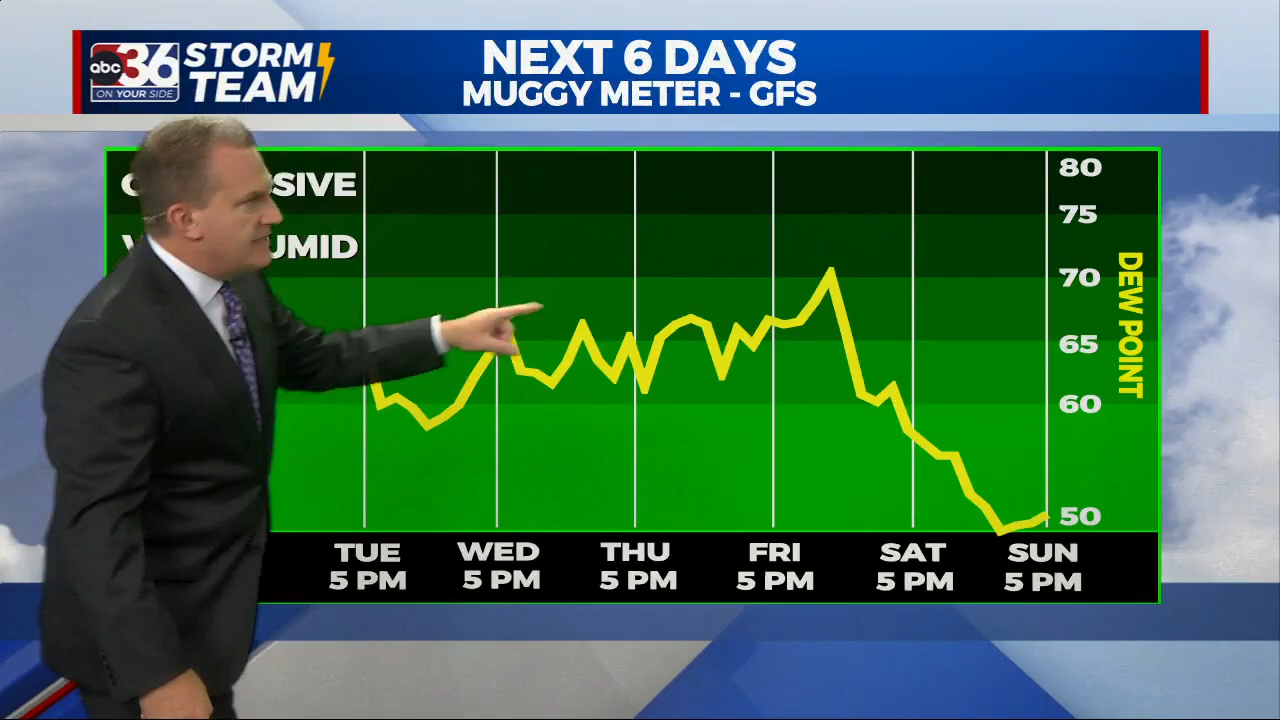 abc 36
ON YOUR SIDE
STORM
TEAM
NEXT 6 DAYS
MUGGY METER - GFS
80
75
70
65
60
50
DEW POINT
TUE WED THU FRI SAT SUN
5 PM 5 PM 5 PM 5 PM 5 PM 5 PM